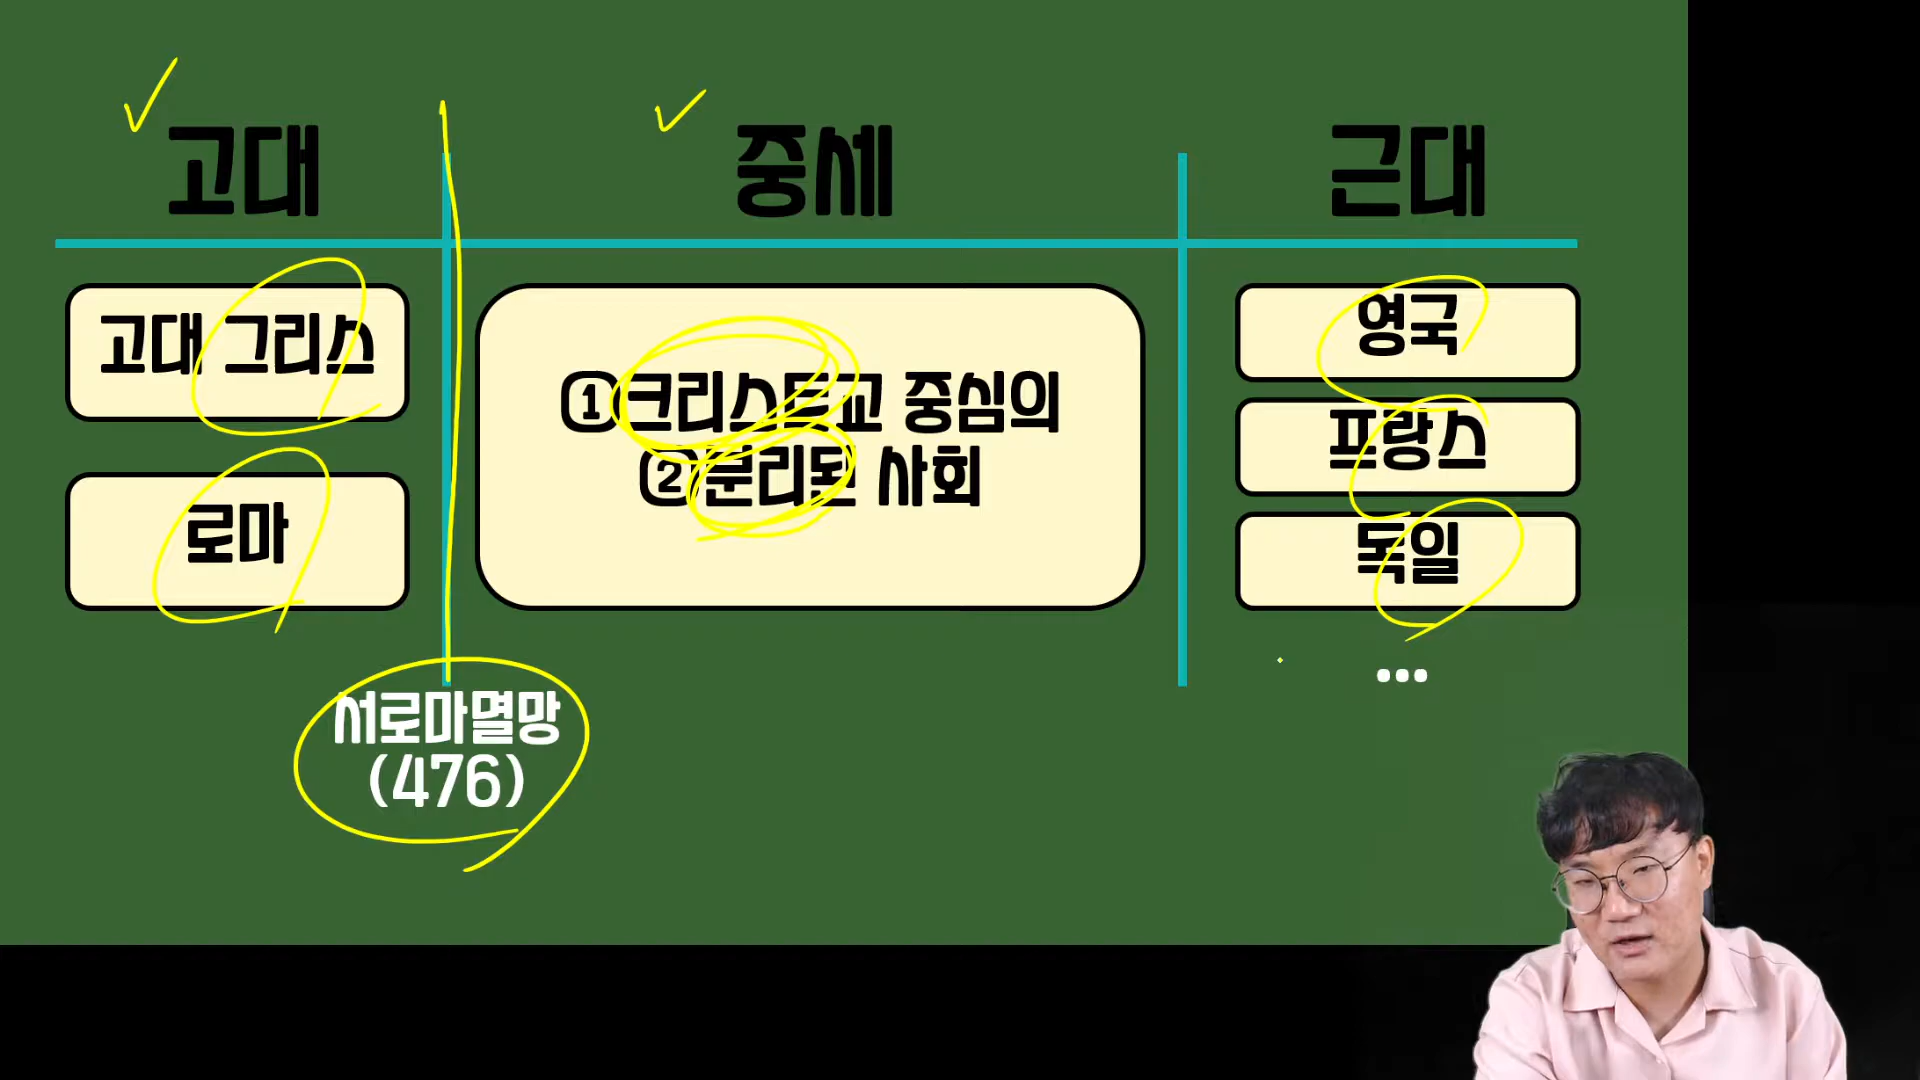 고대
중세
근대
고대 그리스
로마
①크리스트교 중심의
②분리된 사회
영국
프랑스
독일
...
서로마멸망
(476)